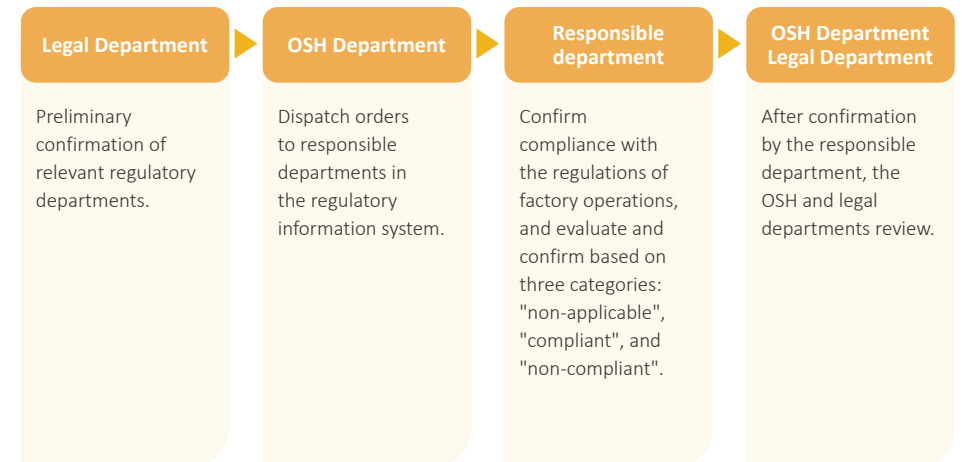 Legal Department
Preliminary
confirmation of
relevant regulatory
departments.
OSH Department
Dispatch orders
to responsible
departments in
the regulatory
information system.
Responsible
department
Confirm
compliance with
the regulations of
factory operations,
and evaluate and
confirm based on
three categories:
"non-applicable",
"compliant", and
"non-compliant".
OSH Department
Legal Department
After confirmation
by the responsible
department, the
OSH and legal
departments review.